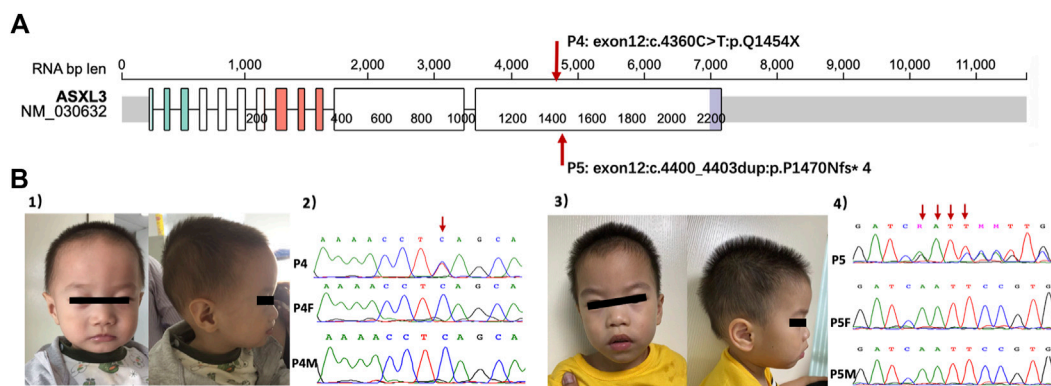 A
P4: exon12:c.4360C>T:p.Q1454X
RNA bp len 0 1,000 2,000 3,000 4,000 5,000 6,000 7,000 8,000 9,000 10,000 11,000
ASXL3
NM_030632
200 400 600 800 1000 1200 1400 1600 1800 2000 2200
P5: exon12:c.4400_4403dup:p.P1470Nfs* 4
B
1)
2)
A A A A C C T C A G C A
P4
A A A A C C T C A G C A
P4F
A A A A C C T C A G C A
P4M
3)
4)
P5
G A T C A A T T C C G T G
P5F
G A T C A A T T C C G T G
P5M